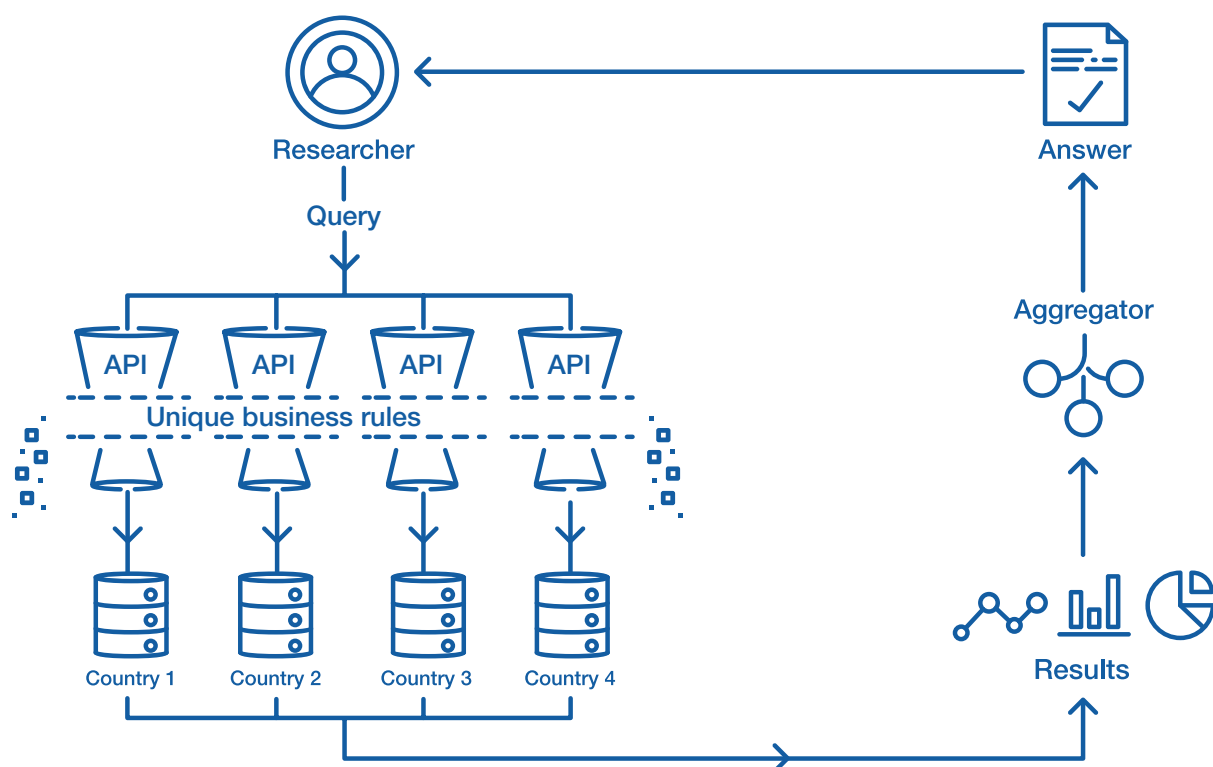 Researcher
Answer
Query
Aggregator
API
API
API
API
Unique business rules
Country 1
Country 2
Country 3
Country 4
Results